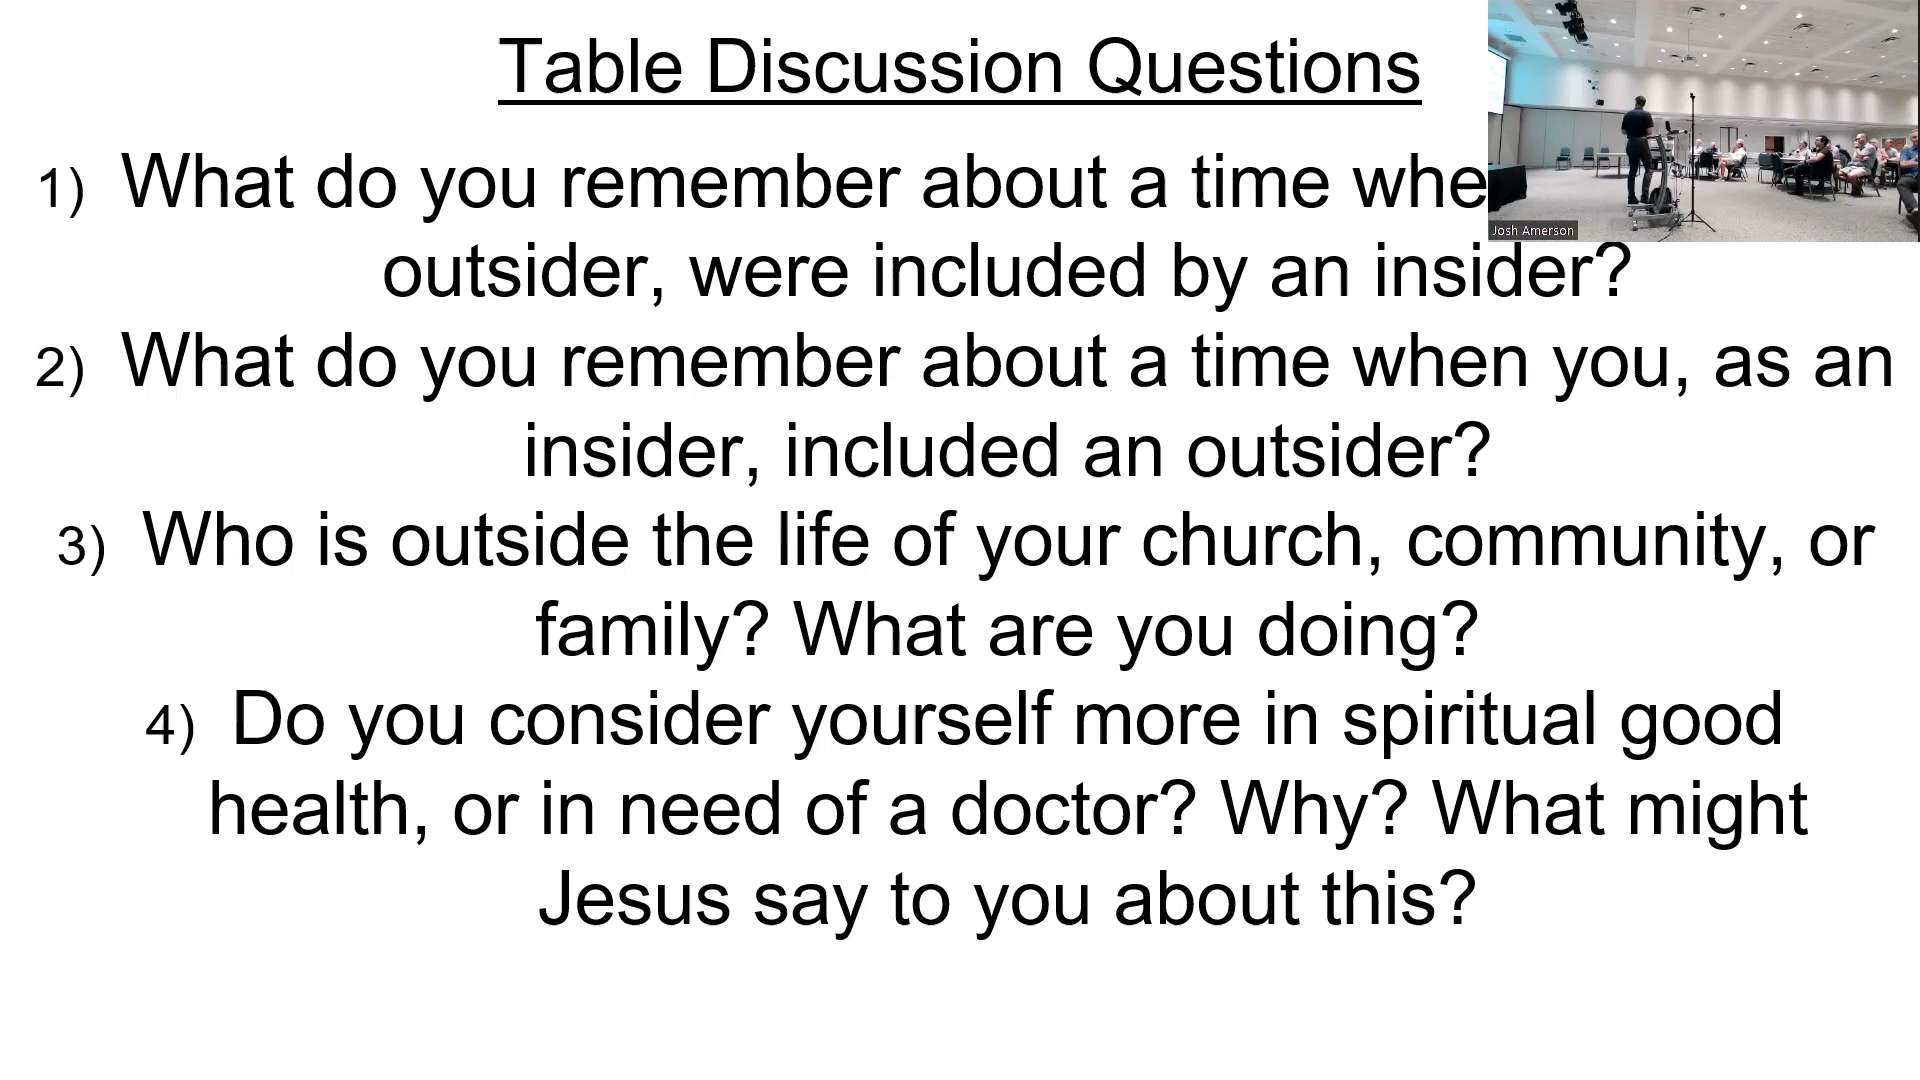 Table Discussion Questions
1) What do you remember about a time whe
outsider, were included by an insider?
2) What do you remember about a time when you, as an
insider, included an outsider?
3) Who is outside the life of your church, community, or
family? What are you doing?
4) Do you consider yourself more in spiritual good
health, or in need of a doctor? Why? What might
Jesus say to you about this?
Josh Amerson